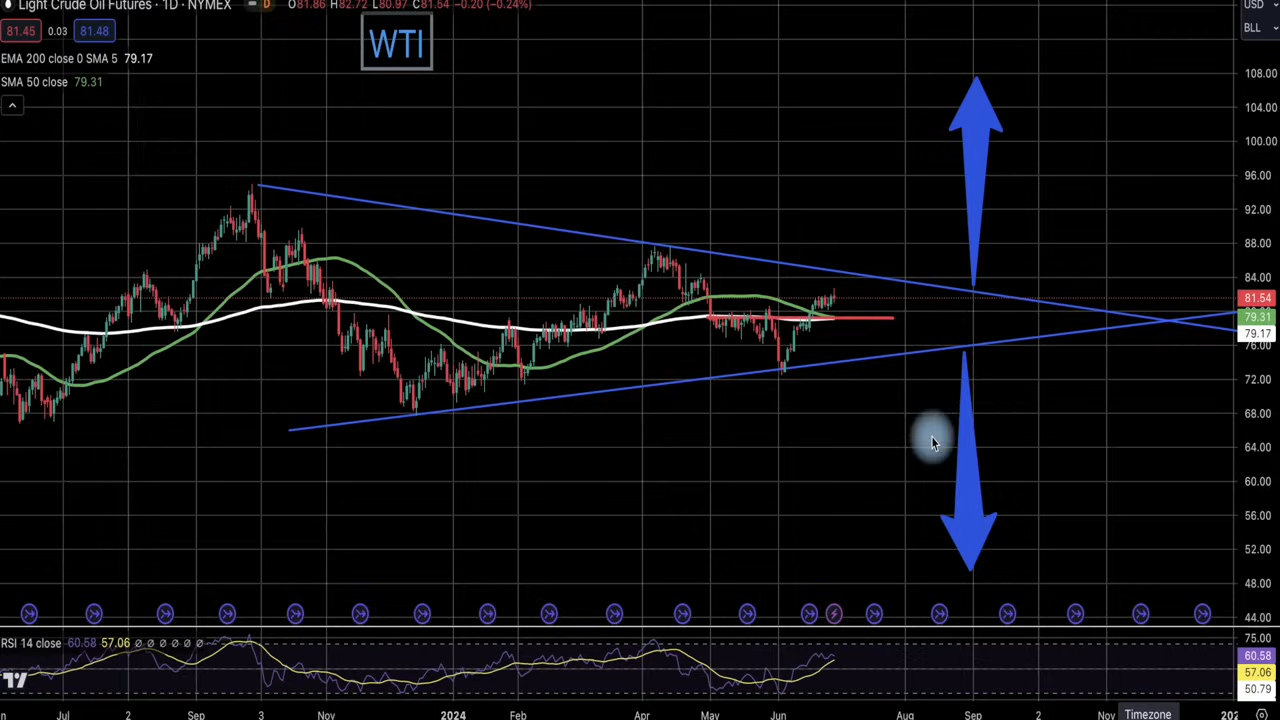 Light Crude Oil Futures · 1D · NYMEX D O81.86 H82.72 L80.97 C81.54 −0.20 (−0.24%)
USD
81.45 0.03 81.48
BLL
WTI
EMA 200 close 0 SMA 5 79.17
SMA 50 close 79.31
108.00
104.00
100.00
96.00
92.00
88.00
84.00
81.54
79.31
79.17
76.00
72.00
68.00
64.00
60.00
56.00
52.00
48.00
44.00
RSI 14 close 60.58 57.06 ∅ ∅ ∅ ∅ ∅ ∅
75.00
60.58
57.06
50.79
Jul 2 Sep 3 Nov 2024 Feb Apr May Jun Aug Sep 2 Nov Timezone